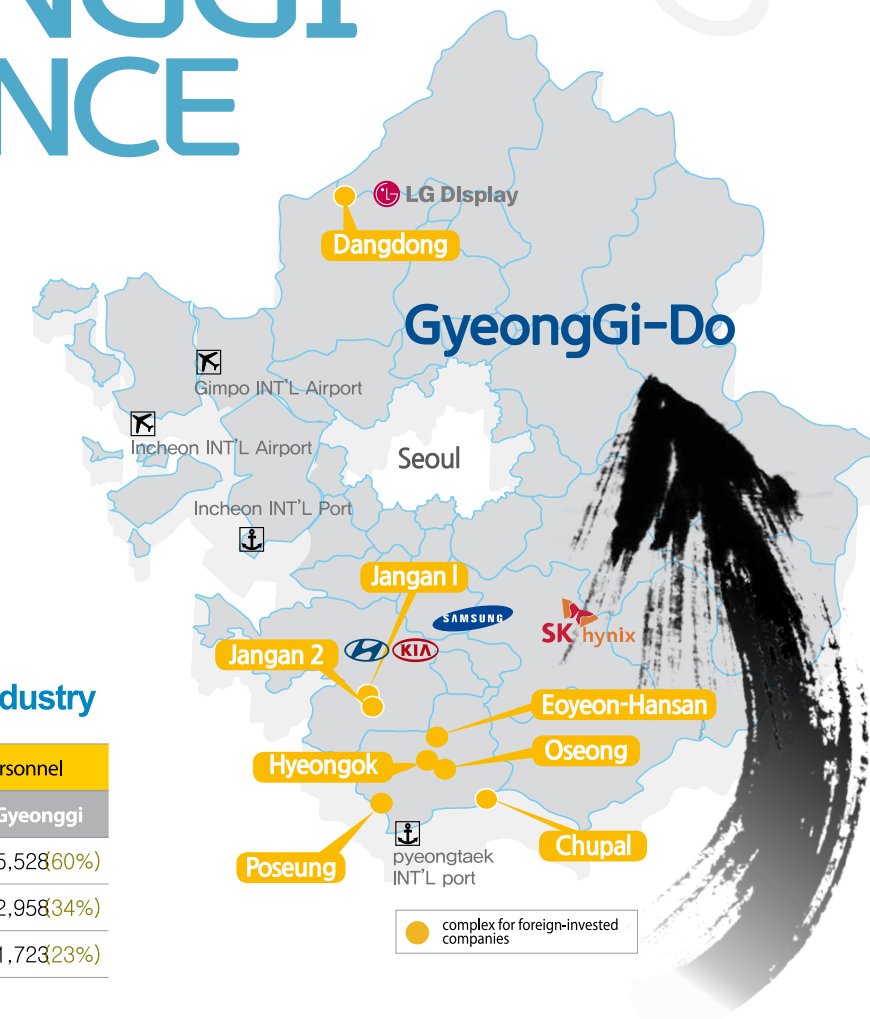 NGGI
NCE
LG DIsplay
Dangdong
GyeongGi-Do
Gimpo INT'L Airport
Incheon INT'L Airport
Seoul
Incheon INT'L Port
Jangan I
SAMSUNG
SK hynix
KIA
Jangan 2
dustry
Eoyeon-Hansan
rsonnel
Oseong
Hyeongok
Gyeonggi
Chupal
5,528(60%)
Poseung
pyeongtaek
INT'L port
2,958(34%)
complex for foreign-invested
companies
1,723(23%)